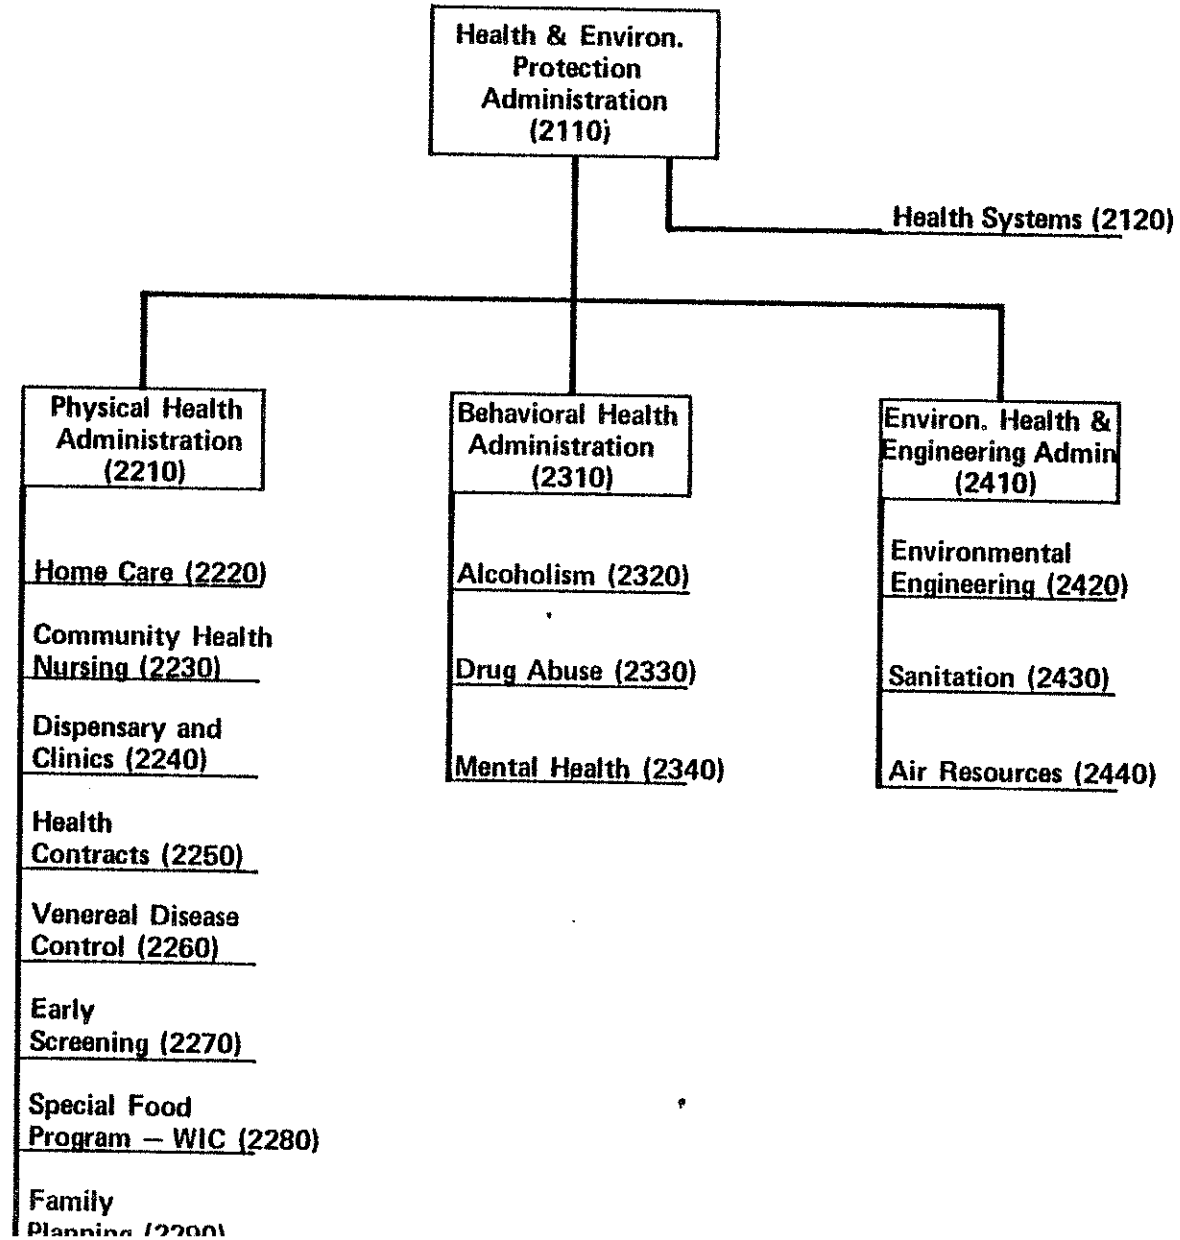 Health & Environ.
Protection
Administration
(2110)
Health Systems (2120)
Physical Health
Administration
(2210)
Home Care (2220)
Community Health
Nursing (2230)
Dispensary and
Clinics (2240)
Health
Contracts (2250)
Venereal Disease
Control (2260)
Early
Screening (2270)
Special Food
Program — WIC (2280)
Family
Planning (2290)
Behavioral Health
Administration
(2310)
Alcoholism (2320)
Drug Abuse (2330)
Mental Health (2340)
Environ. Health &
Engineering Admin
(2410)
Environmental
Engineering (2420)
Sanitation (2430)
Air Resources (2440)